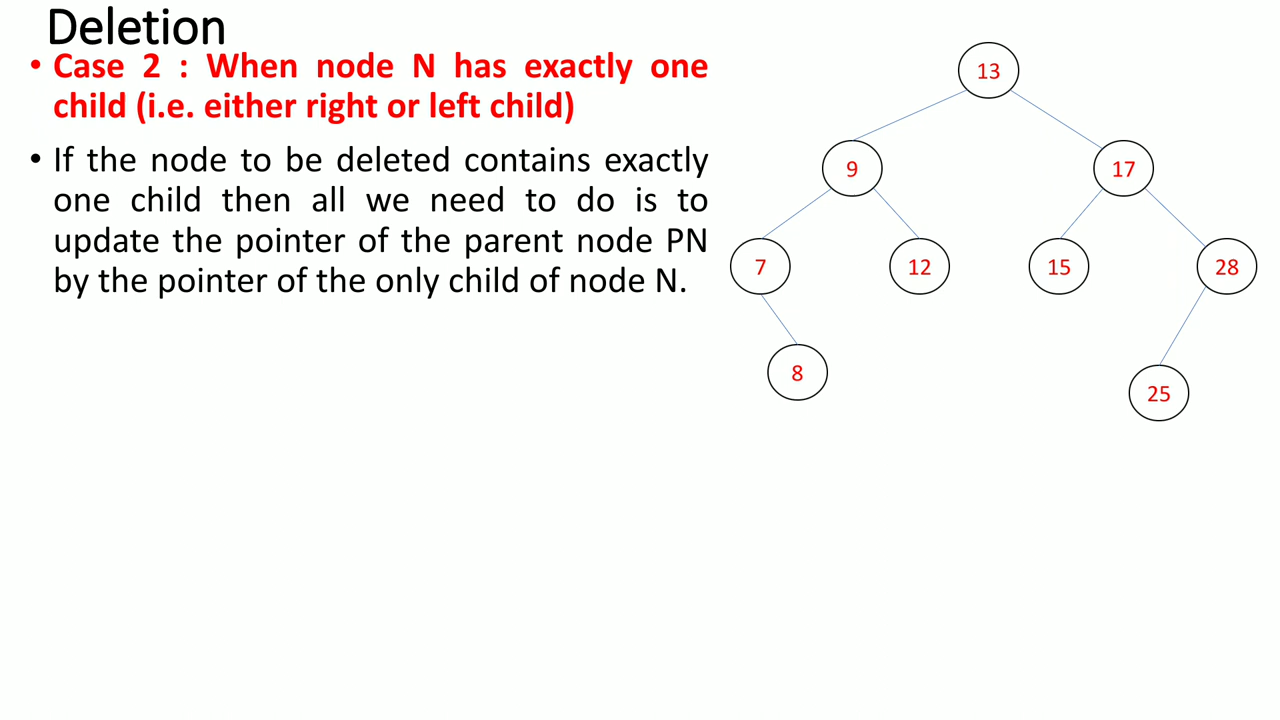 Deletion
• Case 2 : When node N has exactly one
child (i.e. either right or left child)
• If the node to be deleted contains exactly
one child then all we need to do is to
update the pointer of the parent node PN
by the pointer of the only child of node N.
13
9
17
7
12
15
28
8
25